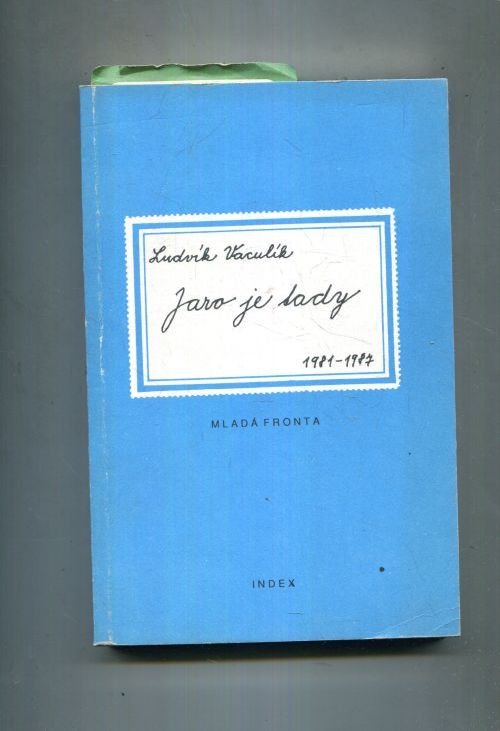 Ludvík Vaculík
Jaro je tady
1981-1987
MLADÁ FRONTA
INDEX